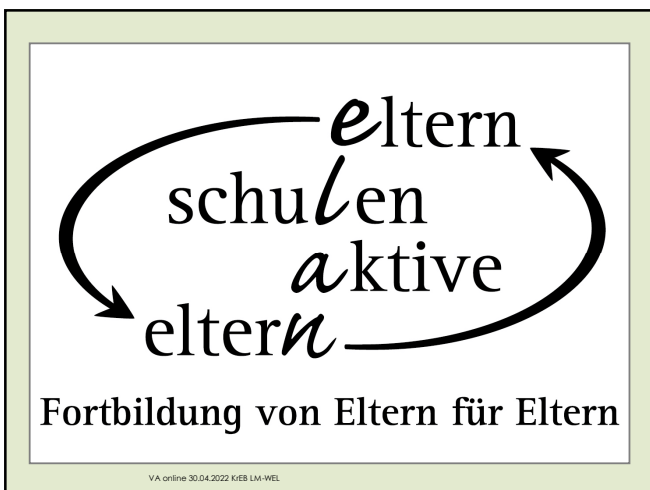 eltern
schulen
aktive
eltern
Fortbildung von Eltern für Eltern
VA online 30.04.2022 KrEB LM-WEL